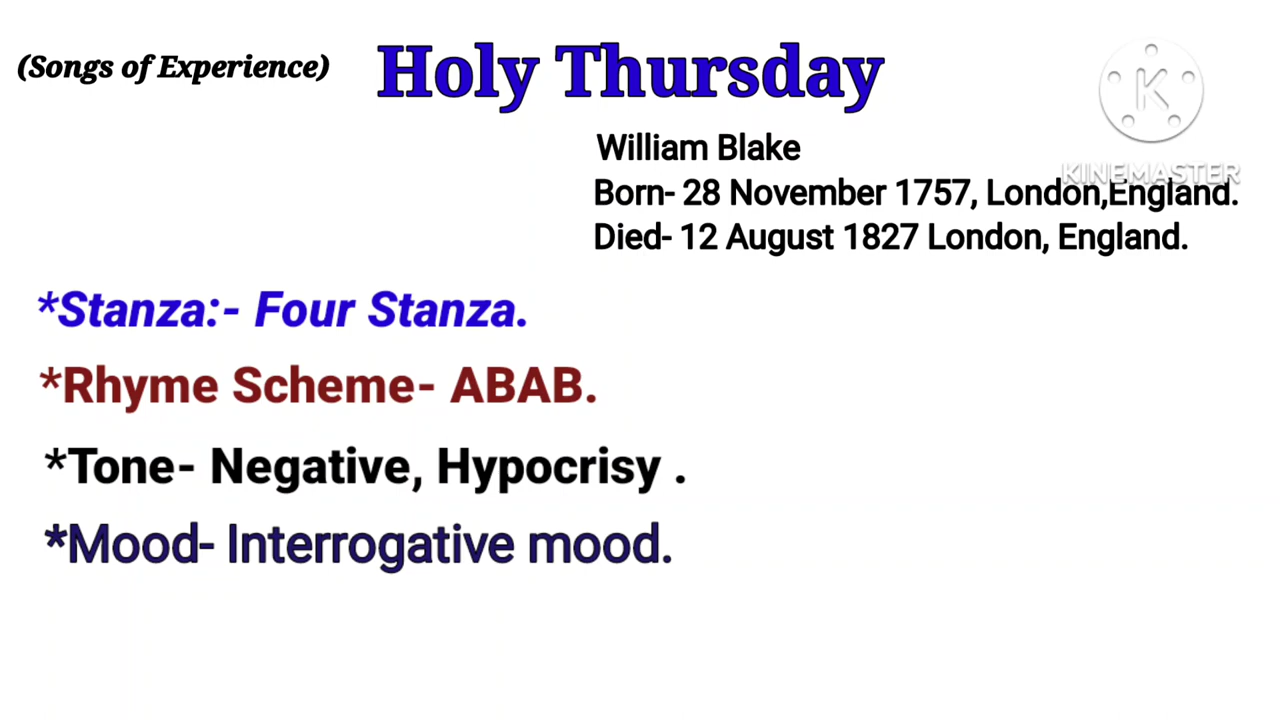 (Songs of Experience)
Holy Thursday
K
KINEMASTER
William Blake
Born- 28 November 1757, London,England.
Died- 12 August 1827 London, England.
*Stanza:- Four Stanza.
*Rhyme Scheme- ABAB.
*Tone- Negative, Hypocrisy .
*Mood- Interrogative mood.